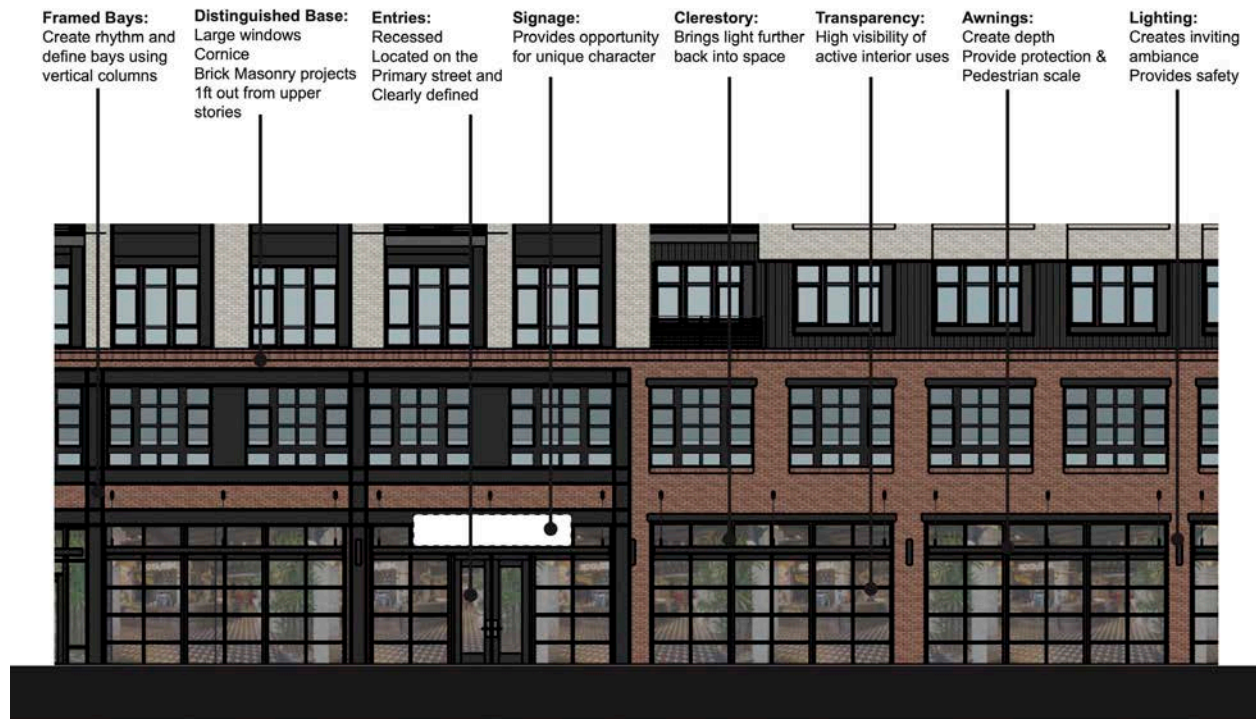 Framed Bays:
Create rhythm and
define bays using
vertical columns
Distinguished Base:
Large windows
Cornice
Brick Masonry projects
1ft out from upper
stories
Entries:
Recessed
Located on the
Primary street and
Clearly defined
Signage:
Provides opportunity
for unique character
Clerestory:
Brings light further
back into space
Transparency:
High visibility of
active interior uses
Awnings:
Create depth
Provide protection &
Pedestrian scale
Lighting:
Creates inviting
ambiance
Provides safety